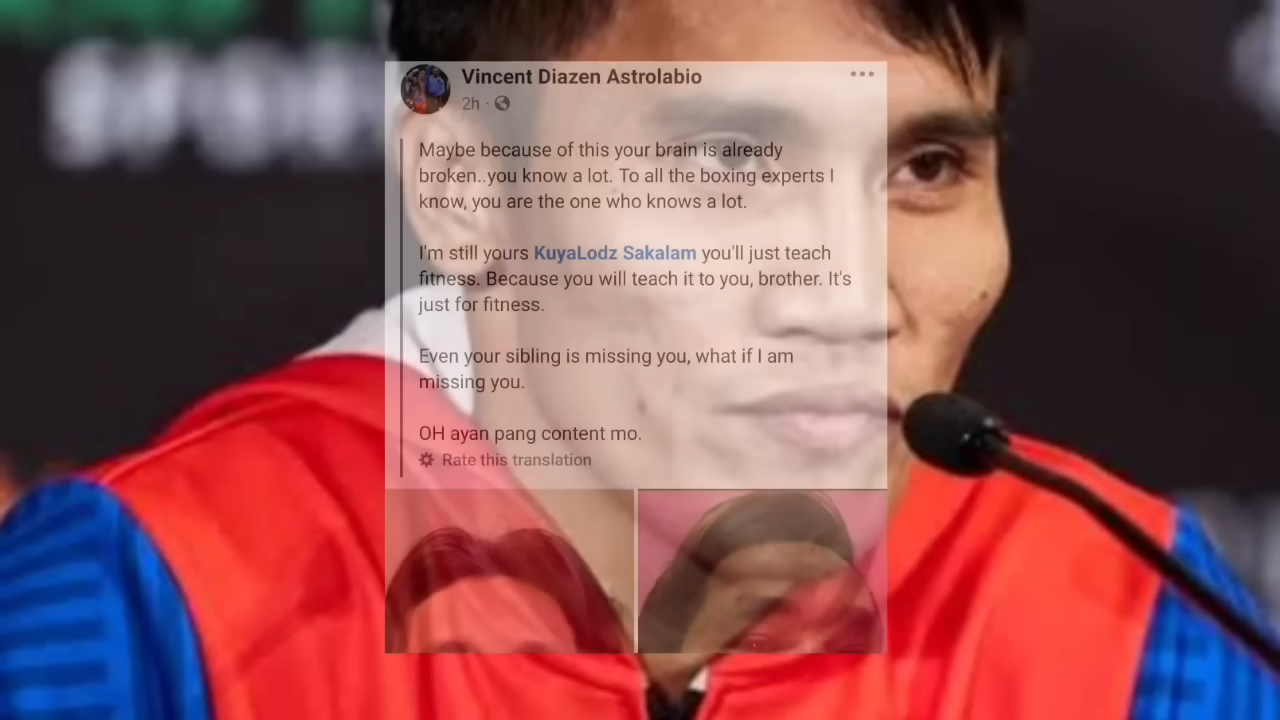 Vincent Diazen Astrolabio
2h ·
Maybe because of this your brain is already
broken..you know a lot. To all the boxing experts I
know, you are the one who knows a lot.
I'm still yours KuyaLodz Sakalam you'll just teach
fitness. Because you will teach it to you, brother. It's
just for fitness.
Even your sibling is missing you, what if I am
missing you.
OH ayan pang content mo.
Rate this translation